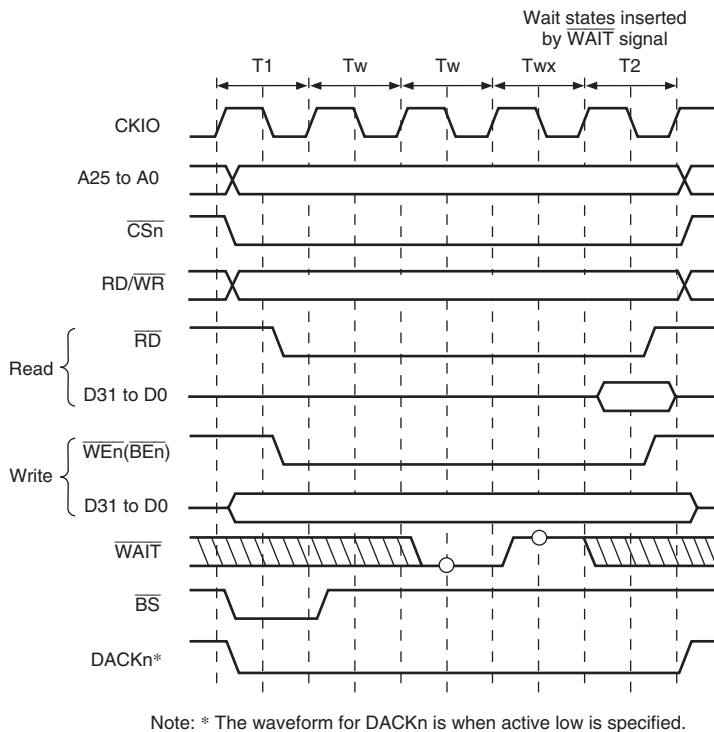 Wait states inserted
by WAIT signal
T1 Tw Tw Twx T2
CKIO
A25 to A0
CSn
RD/WR
RD
Read
D31 to D0
WEn(BEn)
Write
D31 to D0
WAIT
BS
DACKn*
Note: * The waveform for DACKn is when active low is specified.